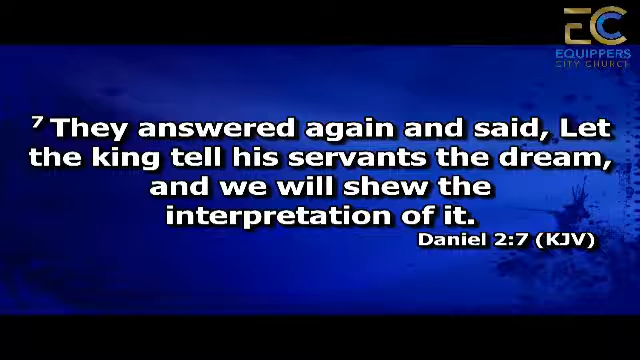 EC
EQUIPPERS
CITY CHURCH
7 They answered again and said, Let
the king tell his servants the dream,
and we will shew the
interpretation of it.
Daniel 2:7 (KJV)